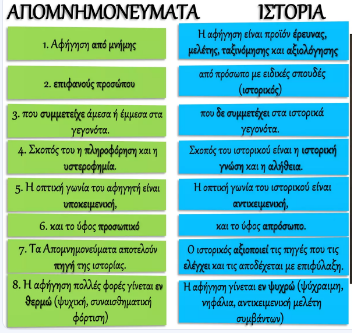 ΑΠΟΜΝΗΜΟΝΕΥΜΑΤΑ
ΙΣΤΟΡΙΑ
1. Αφήγηση από μνήμης
Η αφήγηση είναι προϊόν έρευνας,
μελέτης, ταξινόμησης και αξιολόγησης
2. επιφανούς προσώπου
από πρόσωπο με ειδικές σπουδές
(ιστορικός)
3. που συμμετείχε άμεσα ή έμμεσα στα
γεγονότα.
που δε συμμετέχει στα ιστορικά
γεγονότα.
4. Σκοπός του η πληροφόρηση και η
υστεροφημία.
Σκοπός του ιστορικού είναι η ιστορική
γνώση και η αλήθεια.
5. Η οπτική γωνία του αφηγητή είναι
υποκειμενική,
Η οπτική γωνία του ιστορικού είναι
αντικειμενική,
6. και το ύφος προσωπικό
και το ύφος απρόσωπο.
7. Τα Απομνημονεύματα αποτελούν
πηγή της ιστορίας.
Ο ιστορικός αξιοποιεί τις πηγές που τις
ελέγχει και τις αποδέχεται με επιφύλαξη.
8. Η αφήγηση πολλές φορές γίνεται εν
θερμώ (ψυχική, συναισθηματική
φόρτιση)
Η αφήγηση γίνεται εν ψυχρώ (ψύχραιμη,
νηφάλια, αντικειμενική μελέτη
συμβάντων)